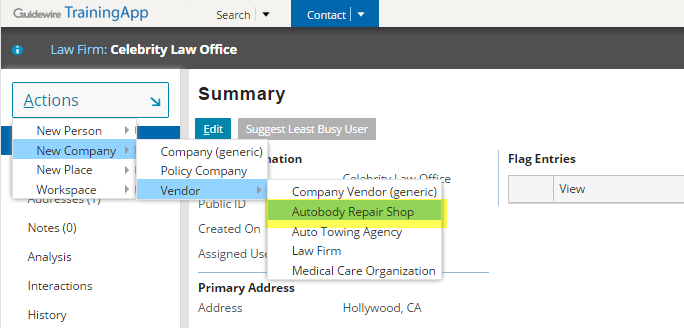 Guidewire TrainingApp
Search
Contact
Law Firm: Celebrity Law Office
Actions
New Person
New Company
New Place
Workspace
Company (generic)
Policy Company
Vendor
Company Vendor (generic)
Autobody Repair Shop
Auto Towing Agency
Law Firm
Medical Care Organization
Addresses (1)
Notes (0)
Analysis
Interactions
History
Summary
Edit
Suggest Least Busy User
Celebrity Law Office
Public ID
Created On
Assigned Use
Primary Address
Address
Hollywood, CA
Flag Entries
View